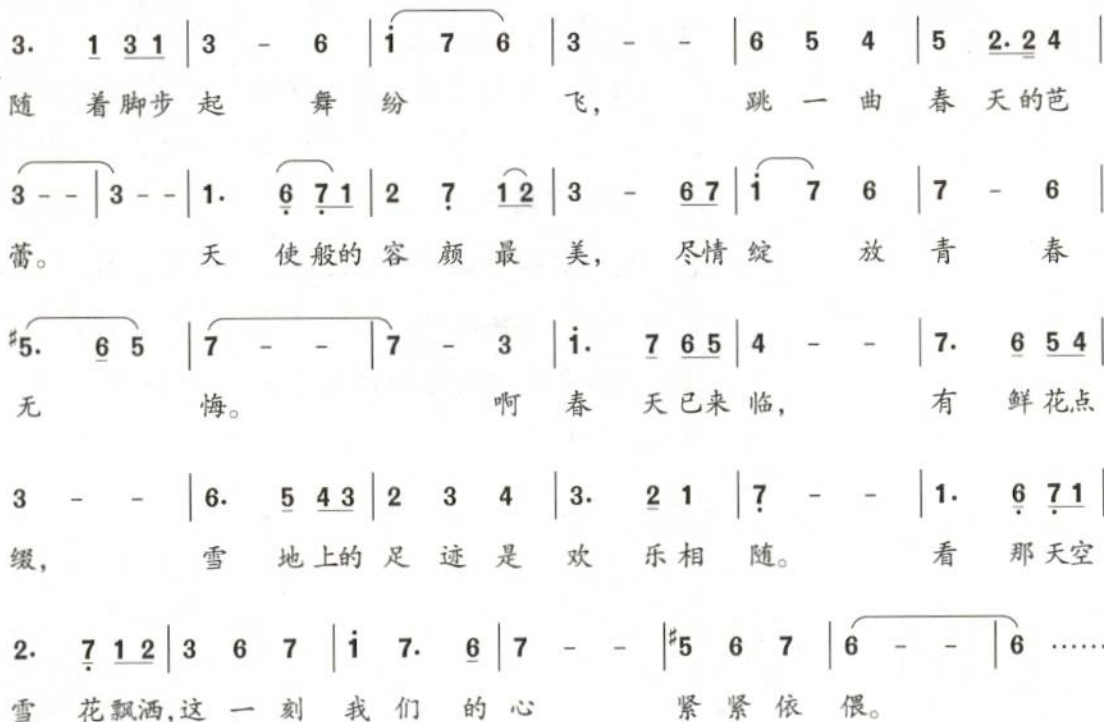 3. 1 3 1 | 3 - 6 | i 7 6 | 3 - - | 6 5 4 | 5 2. 2 4 |
随 着 脚步 起 舞 纷 飞, 跳 一 曲 春 天 的 芭
3 - - | 3 - - | 1. 6̣ 7̣ 1 | 2 7̣ 1 2 | 3 - 6 7 | i 7 6 | 7 - 6 |
蕾。 天 使 般的 容 颜 最 美, 尽情 绽 放 青 春
#5. 6 5 | 7 - - | 7 - 3 | i. 7 6 5 | 4 - - | 7. 6 5 4 |
无 悔。 啊 春 天 已来 临, 有 鲜 花点
3 - - | 6. 5 4 3 | 2 3 4 | 3. 2 1 | 7̣ - - | 1. 6̣ 7̣ 1 |
缀, 雪 地 上的 足 迹 是 欢 乐 相 随。 看 那 天空
2. 7̣ 1 2 | 3 6 7 | i 7. 6 | 7 - - | #5 6 7 | 6 - - | 6 ……
雪 花 飘洒, 这 一 刻 我 们 的 心 紧 紧 依 偎。